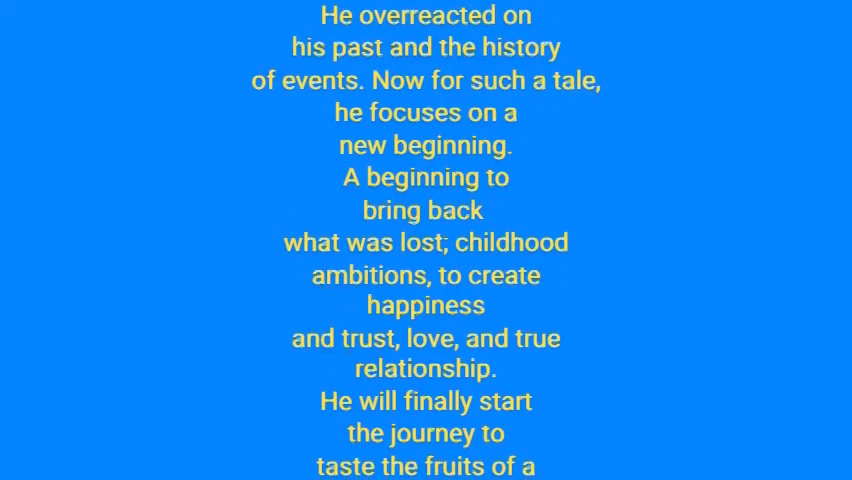 He overreacted on
his past and the history
of events. Now for such a tale,
he focuses on a
new beginning.
A beginning to
bring back
what was lost; childhood
ambitions, to create
happiness
and trust, love, and true
relationship.
He will finally start
the journey to
taste the fruits of a